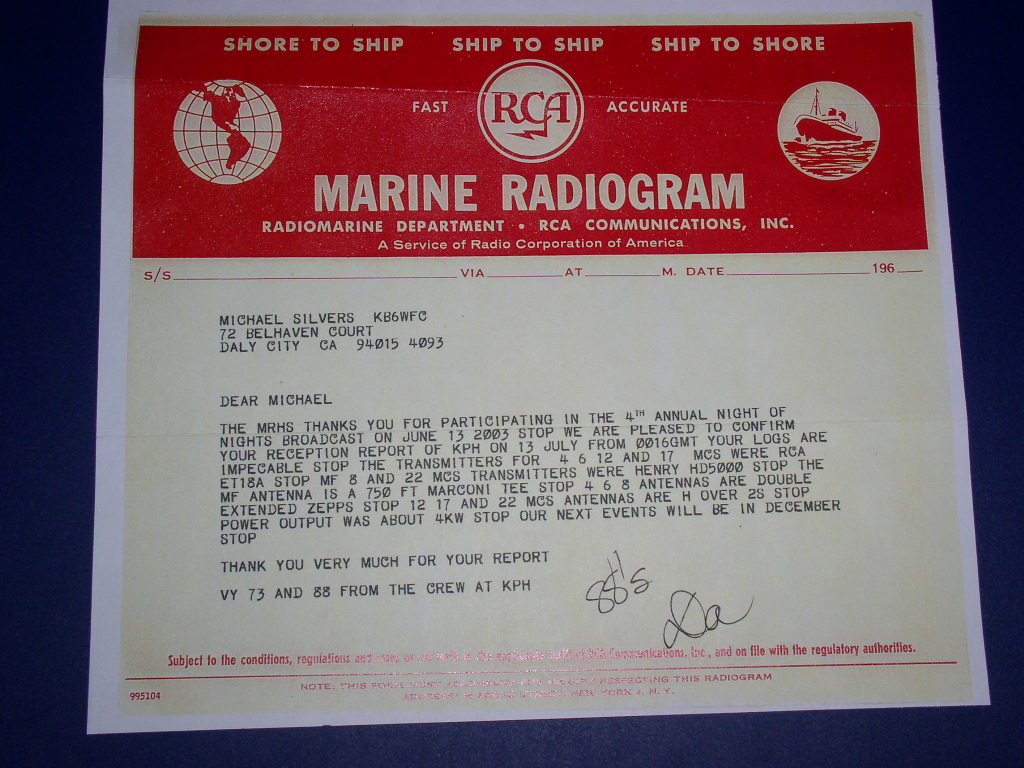 SHORE TO SHIP SHIP TO SHIP SHIP TO SHORE
FAST RCA ACCURATE
MARINE RADIOGRAM
RADIOMARINE DEPARTMENT • RCA COMMUNICATIONS, INC.
A Service of Radio Corporation of America
S/S VIA AT M. DATE 196
MICHAEL SILVERS KB6WFC
72 BELHAVEN COURT
DALY CITY CA 94015 4093
DEAR MICHAEL
THE MRHS THANKS YOU FOR PARTICIPATING IN THE 4TH ANNUAL NIGHT OF
NIGHTS BROADCAST ON JUNE 13 2003 STOP WE ARE PLEASED TO CONFIRM
YOUR RECEPTION REPORT OF KPH ON 13 JULY FROM 0016GMT YOUR LOGS ARE
IMPECABLE STOP THE TRANSMITTERS FOR 4 6 12 AND 17 MCS WERE RCA
ET18A STOP MF 8 AND 22 MCS TRANSMITTERS WERE HENRY HD5000 STOP THE
MF ANTENNA IS A 750 FT MARCONI TEE STOP 4 6 8 ANTENNAS ARE DOUBLE
EXTENDED ZEPPS STOP 12 17 AND 22 MCS ANTENNAS ARE H OVER 2S STOP
POWER OUTPUT WAS ABOUT 4KW STOP OUR NEXT EVENTS WILL BE IN DECEMBER
STOP
THANK YOU VERY MUCH FOR YOUR REPORT
VY 73 AND 88 FROM THE CREW AT KPH
88's
Subject to the conditions, regulations and Communications, Inc., and on file with the regulatory authorities.
NOTE: THIS FORM MUST ACCOMPANY ANY INQUIRY RESPECTING THIS RADIOGRAM
STREET, NEW YORK 4, N. Y.
995104